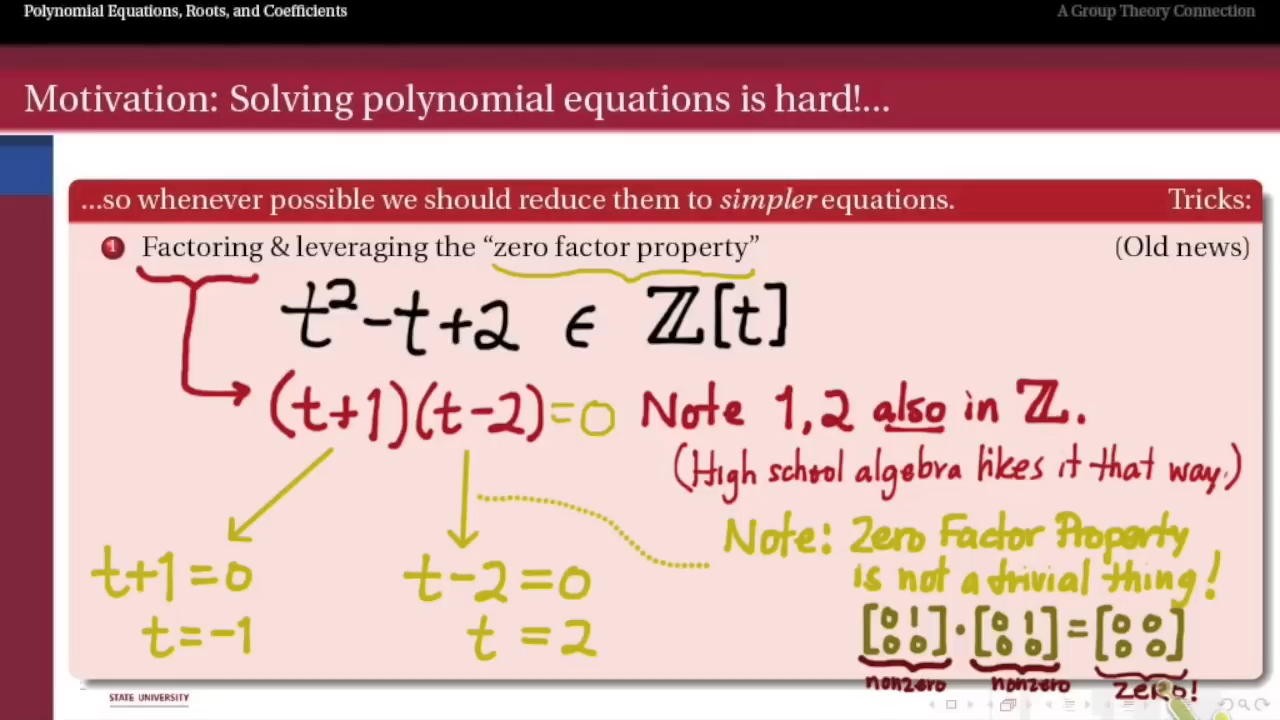 Polynomial Equations, Roots, and Coefficients
A Group Theory Connection
Motivation: Solving polynomial equations is hard!...
...so whenever possible we should reduce them to simpler equations. Tricks:
1 Factoring & leveraging the “zero factor property” (Old news)
t²-t+2 ∈ ℤ[t]
(t+1)(t-2)=0 Note 1,2 also in ℤ.
(High school algebra likes it that way.)
Note: Zero Factor Property
is not a trivial thing!
t+1=0 t-2=0
t=-1 t=2
[0 1 · [0 1 = [0 0
0 0] 0 0] 0 0]
nonzero nonzero zero!
STATE UNIVERSITY